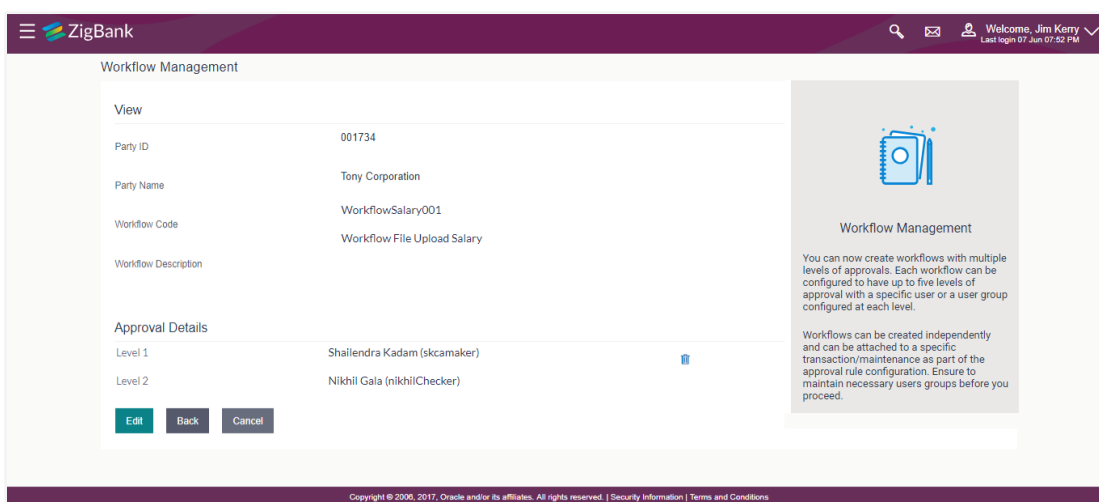 ZigBank
Welcome, Jim Kerry
Last login 07 Jun 07:52 PM
Workflow Management
View
Party ID 001734
Party Name Tony Corporation
Workflow Code WorkflowSalary001
Workflow File Upload Salary
Workflow Description
Approval Details
Level 1 Shailendra Kadam (skcamaker)
Level 2 Nikhil Gala (nikhilChecker)
Edit Back Cancel
Workflow Management
You can now create workflows with multiple
levels of approvals. Each workflow can be
configured to have up to five levels of
approval with a specific user or a user group
configured at each level.
Workflows can be created independently
and can be attached to a specific
transaction/maintenance as part of the
approval rule configuration. Ensure to
maintain necessary users groups before you
proceed.
Copyright © 2006, 2017, Oracle and/or its affiliates. All rights reserved. | Security Information | Terms and Conditions